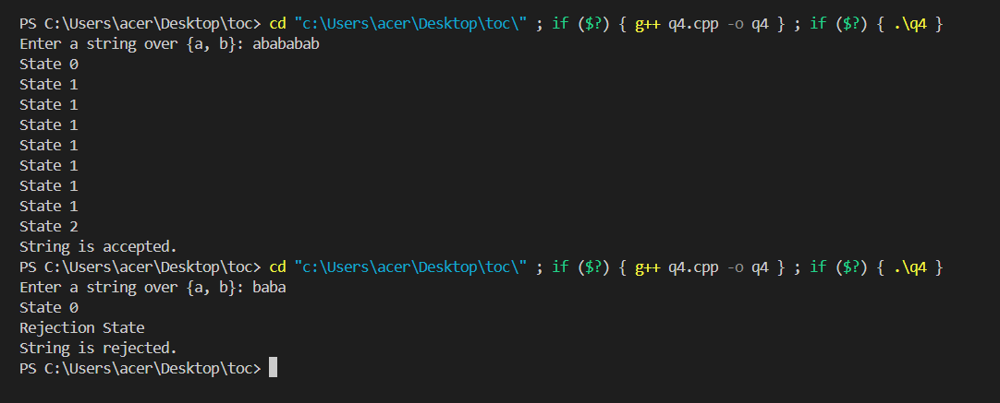 PS C:\Users\acer\Desktop\toc> cd "c:\Users\acer\Desktop\toc\" ; if ($?) { g++ q4.cpp -o q4 } ; if ($?) { .\q4 }
Enter a string over {a, b}: abababab
State 0
State 1
State 1
State 1
State 1
State 1
State 1
State 1
State 2
String is accepted.
PS C:\Users\acer\Desktop\toc> cd "c:\Users\acer\Desktop\toc\" ; if ($?) { g++ q4.cpp -o q4 } ; if ($?) { .\q4 }
Enter a string over {a, b}: baba
State 0
Rejection State
String is rejected.
PS C:\Users\acer\Desktop\toc>